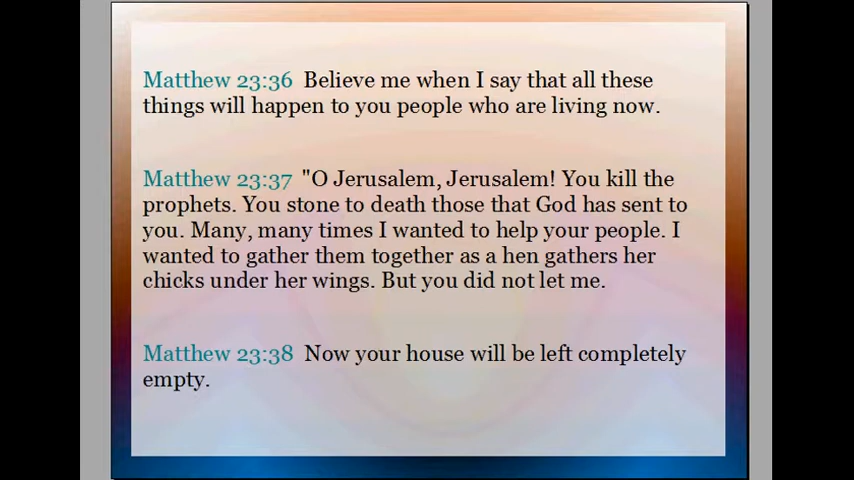 Matthew 23:36  Believe me when I say that all these
things will happen to you people who are living now.
Matthew 23:37  "O Jerusalem, Jerusalem! You kill the
prophets. You stone to death those that God has sent to
you. Many, many times I wanted to help your people. I
wanted to gather them together as a hen gathers her
chicks under her wings. But you did not let me.
Matthew 23:38  Now your house will be left completely
empty.